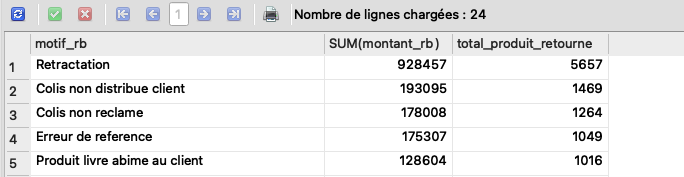 1 Nombre de lignes chargées : 24
motif_rb SUM(montant_rb) total_produit_retourne
1 Retractation 928457 5657
2 Colis non distribue client 193095 1469
3 Colis non reclame 178008 1264
4 Erreur de reference 175307 1049
5 Produit livre abime au client 128604 1016